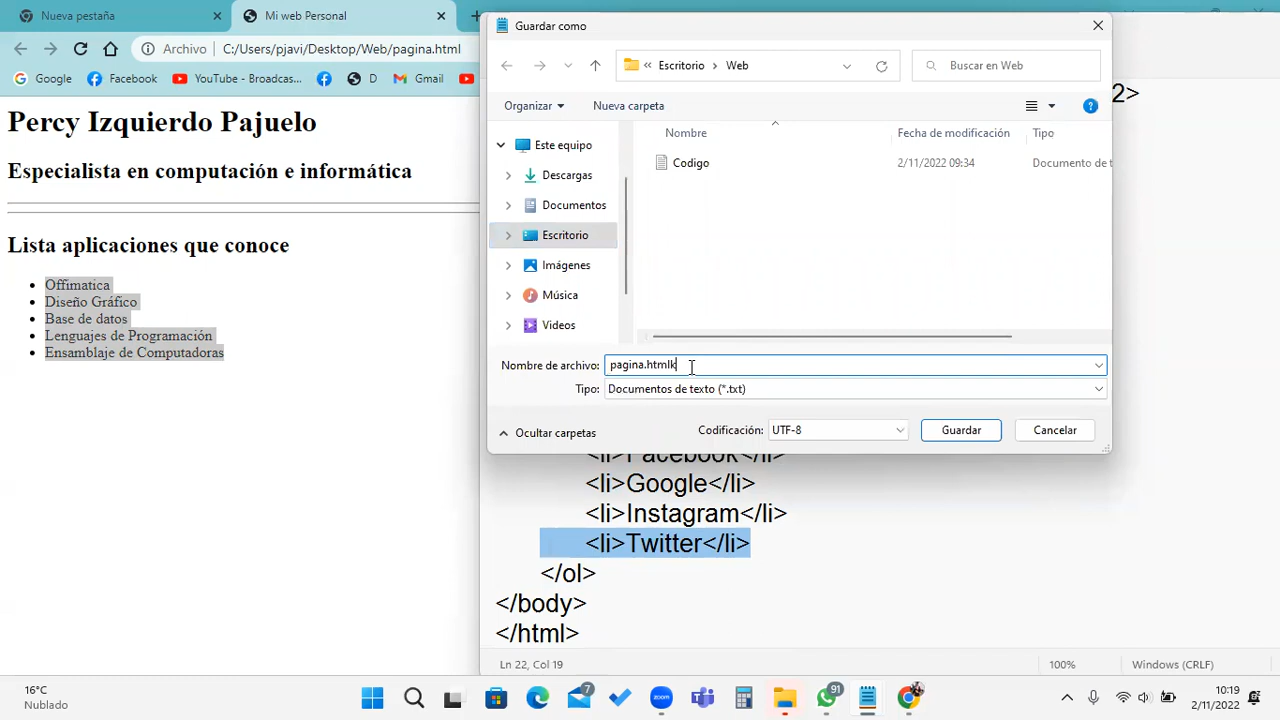 Nueva pestaña
Mi web Personal
Archivo
C:/Users/pjavi/Desktop/Web/pagina.html
Google
Facebook
YouTube - Broadcas...
D
Gmail
Percy Izquierdo Pajuelo
Especialista en computación e informática
Lista aplicaciones que conoce
Offimatica
Diseño Gráfico
Base de datos
Lenguajes de Programación
Ensamblaje de Computadoras
Guardar como
Escritorio > Web
Buscar en Web
Organizar
Nueva carpeta
Nombre
Fecha de modificación
Tipo
Este equipo
Descargas
Documentos
Escritorio
Imágenes
Música
Videos
Codigo
2/11/2022 09:34
Documento de t
Nombre de archivo:
pagina.htmlk
Tipo:
Documentos de texto (*.txt)
Ocultar carpetas
Codificación:
UTF-8
Guardar
Cancelar
2>
<li>Facebook</li>
<li>Google</li>
<li>Instagram</li>
<li>Twitter</li>
</ol>
</body>
</html>
Ln 22, Col 19
100%
Windows (CRLF)
16°C
Nublado
7
zoom
91
10:19
2/11/2022